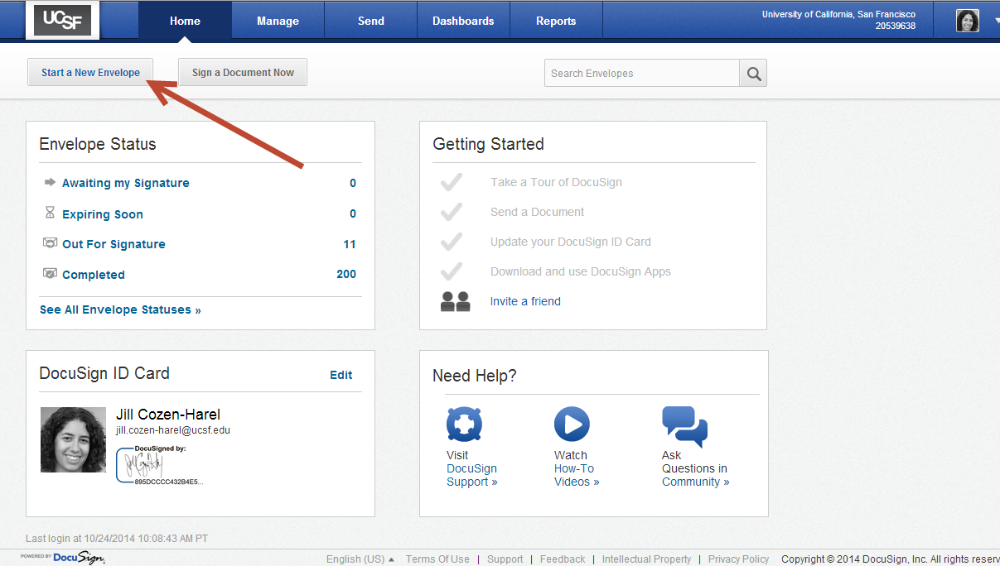 UCSF
Home
Manage
Send
Dashboards
Reports
University of California, San Francisco
20539638
Start a New Envelope
Sign a Document Now
Search Envelopes
Envelope Status
Awaiting my Signature 0
Expiring Soon 0
Out For Signature 11
Completed 200
See All Envelope Statuses »
Getting Started
Take a Tour of DocuSign
Send a Document
Update your DocuSign ID Card
Download and use DocuSign Apps
Invite a friend
DocuSign ID Card Edit
Jill Cozen-Harel
jill.cozen-harel@ucsf.edu
DocuSigned by:
895DCCCC432B4E5...
Need Help?
Visit
DocuSign
Support »
Watch
How-To
Videos »
Ask
Questions in
Community »
Last login at 10/24/2014 10:08:43 AM PT
POWERED BY DocuSign
English (US) ▲ Terms Of Use | Support | Feedback | Intellectual Property | Privacy Policy Copyright © 2014 DocuSign, Inc. All rights reserv